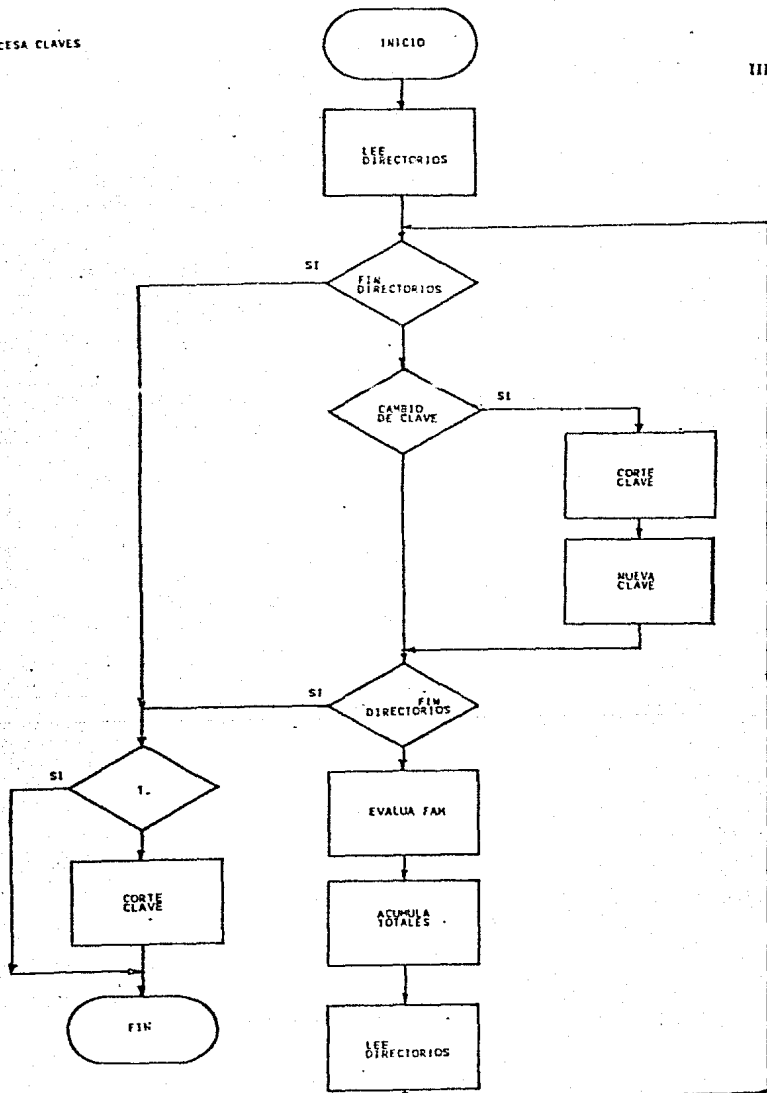 CESA CLAVES
III
INICIO
LEE
DIRECTORIOS
SI
FIN
DIRECTORIOS
CAMBIO
DE CLAVE
SI
CORTE
CLAVE
NUEVA
CLAVE
SI
FIN
DIRECTORIOS
SI
1.
EVALUA FAM
CORTE
CLAVE
ACUMULA
TOTALES
FIN
LEE
DIRECTORIOS